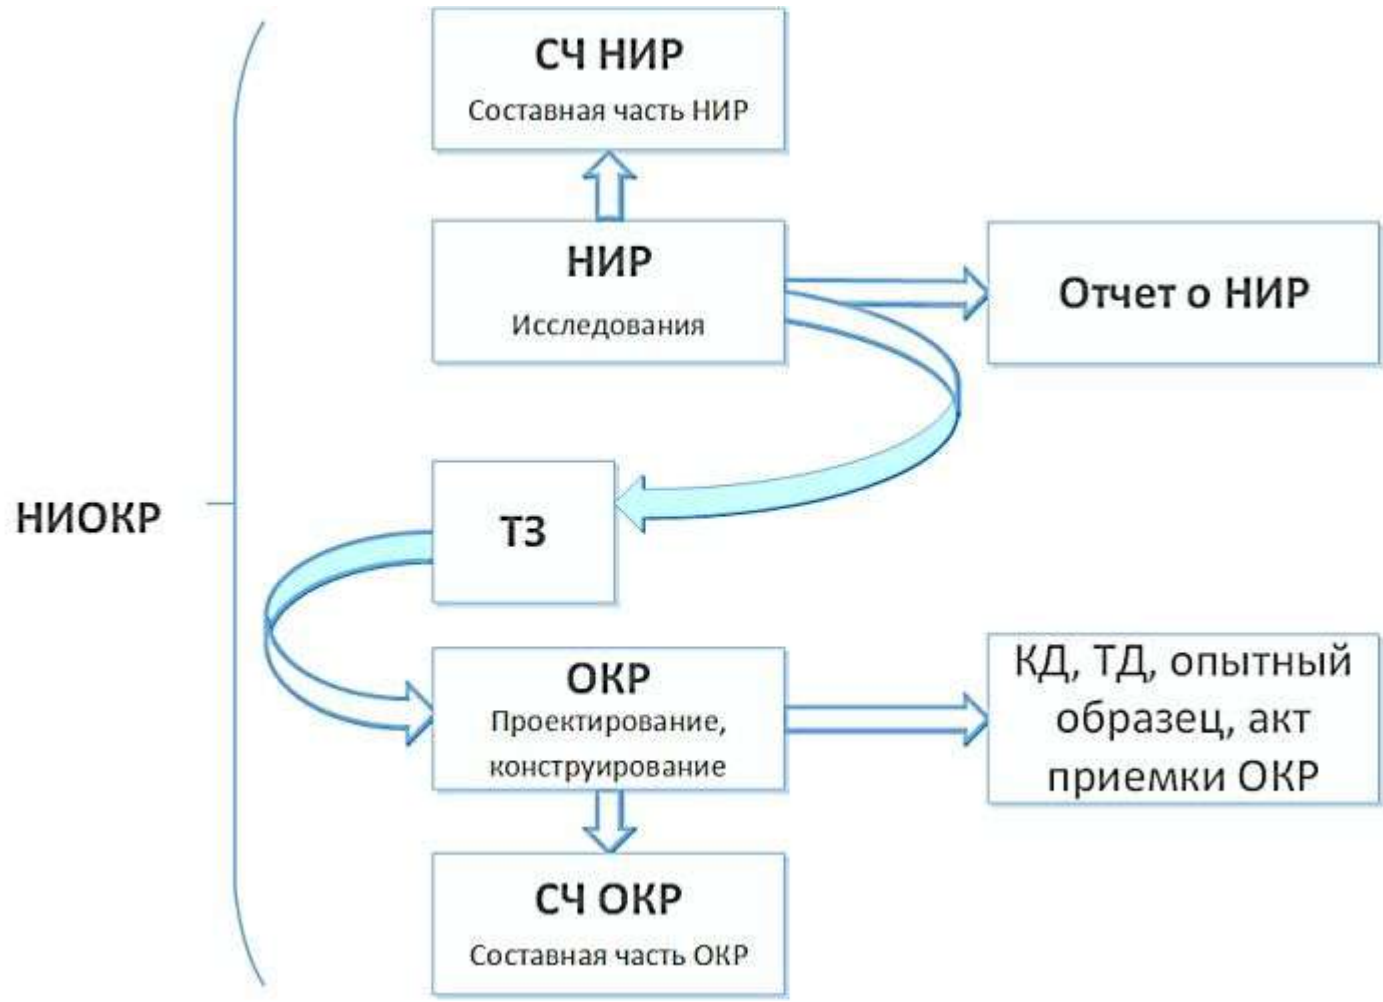 СЧ НИР
Составная часть НИР
НИР
Исследования
Отчет о НИР
НИОКР
ТЗ
ОКР
Проектирование,
конструирование
КД, ТД, опытный
образец, акт
приемки ОКР
СЧ ОКР
Составная часть ОКР